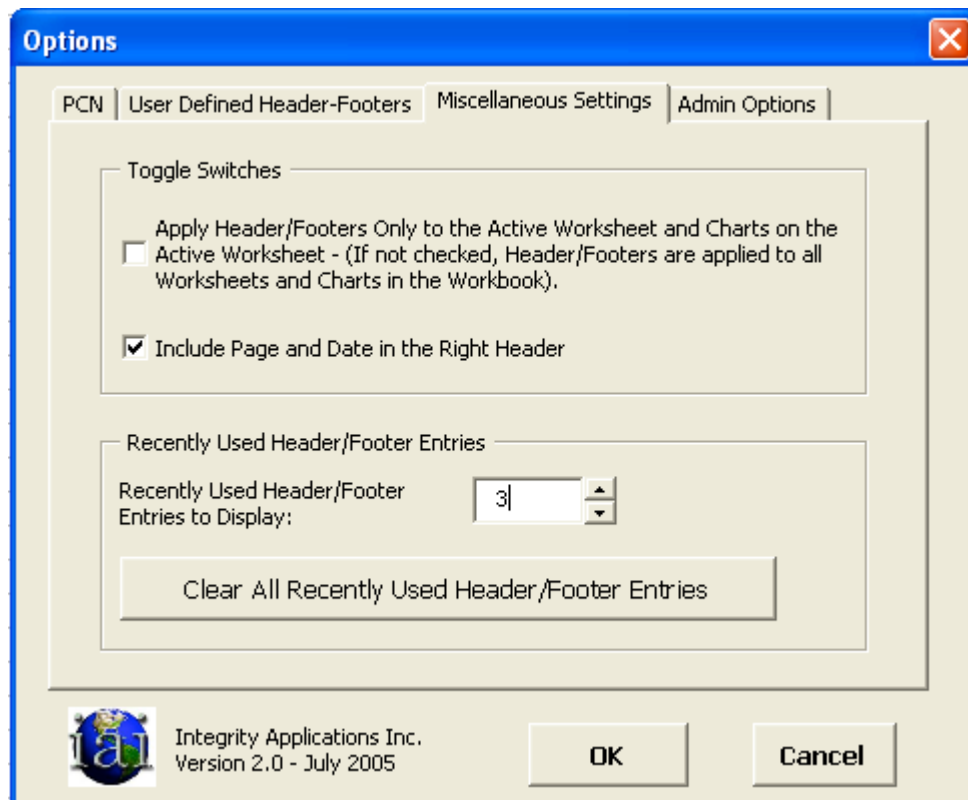 Options
PCN
User Defined Header-Footers
Miscellaneous Settings
Admin Options
Toggle Switches
Apply Header/Footers Only to the Active Worksheet and Charts on the
Active Worksheet - (If not checked, Header/Footers are applied to all
Worksheets and Charts in the Workbook).
Include Page and Date in the Right Header
Recently Used Header/Footer Entries
Recently Used Header/Footer
Entries to Display:
3
Clear All Recently Used Header/Footer Entries
iai
Integrity Applications Inc.
Version 2.0 - July 2005
OK
Cancel